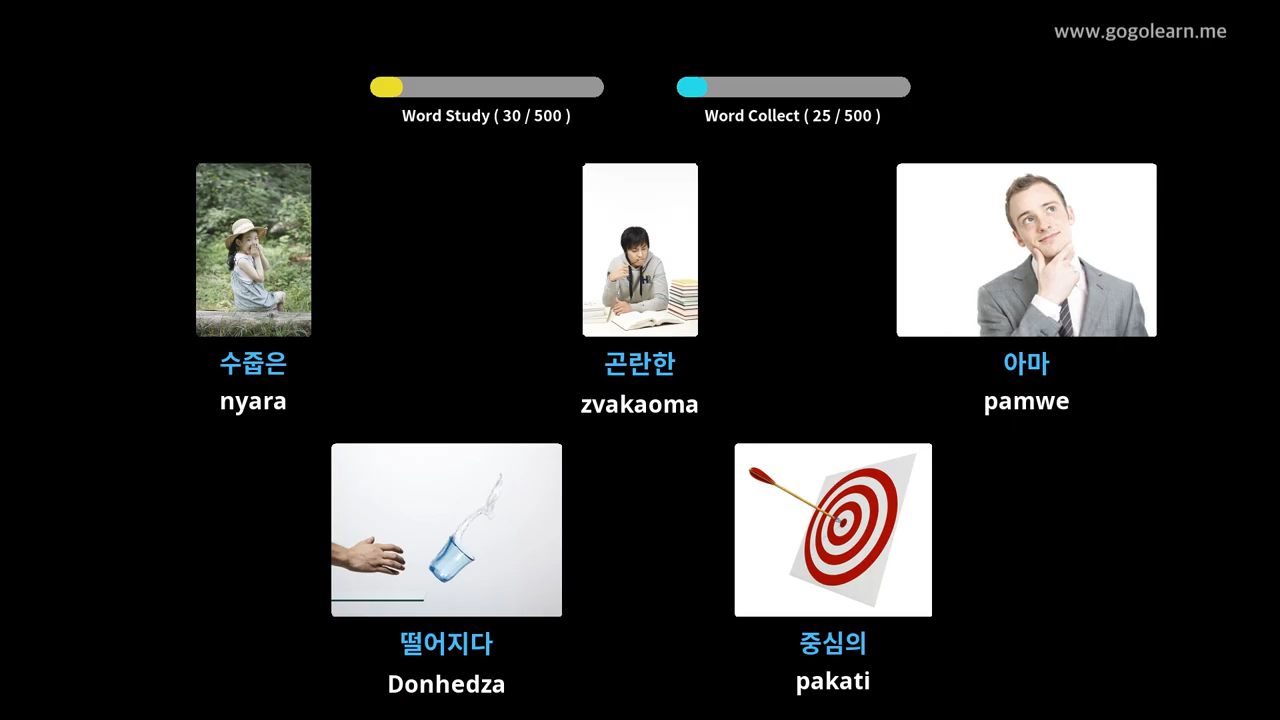 www.gogolearn.me
Word Study ( 30 / 500 )
Word Collect ( 25 / 500 )
수줍은
nyara
곤란한
zvakaoma
아마
pamwe
떨어지다
Donhedza
중심의
pakati